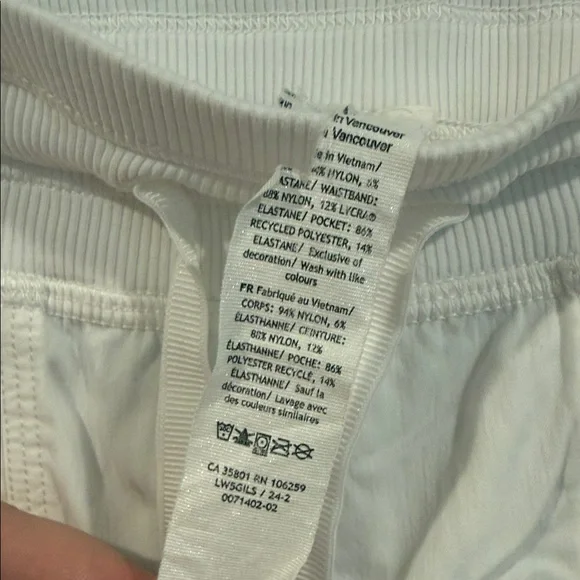 in Vancouver
Vancouver
in Vietnam/
NYLON, 6%
WAISTBAND:
88% NYLON, 12% LYCRA®
ELASTANE/ POCKET: 86%
RECYCLED POLYESTER, 14%
ELASTANE/ Exclusive of
decoration/ Wash with like
colours
FR Fabriqué au Vietnam/
CORPS: 94% NYLON, 6%
ÉLASTHANNE/ CEINTURE:
88% NYLON, 12%
ÉLASTHANNE/ POCHE: 86%
POLYESTER RECYCLÉ, 14%
ÉLASTHANNE/ Sauf la
décoration/ Lavage avec
des couleurs similaires
CA 35801 RN 106259
LW5GILS / 24-2
0071402-02